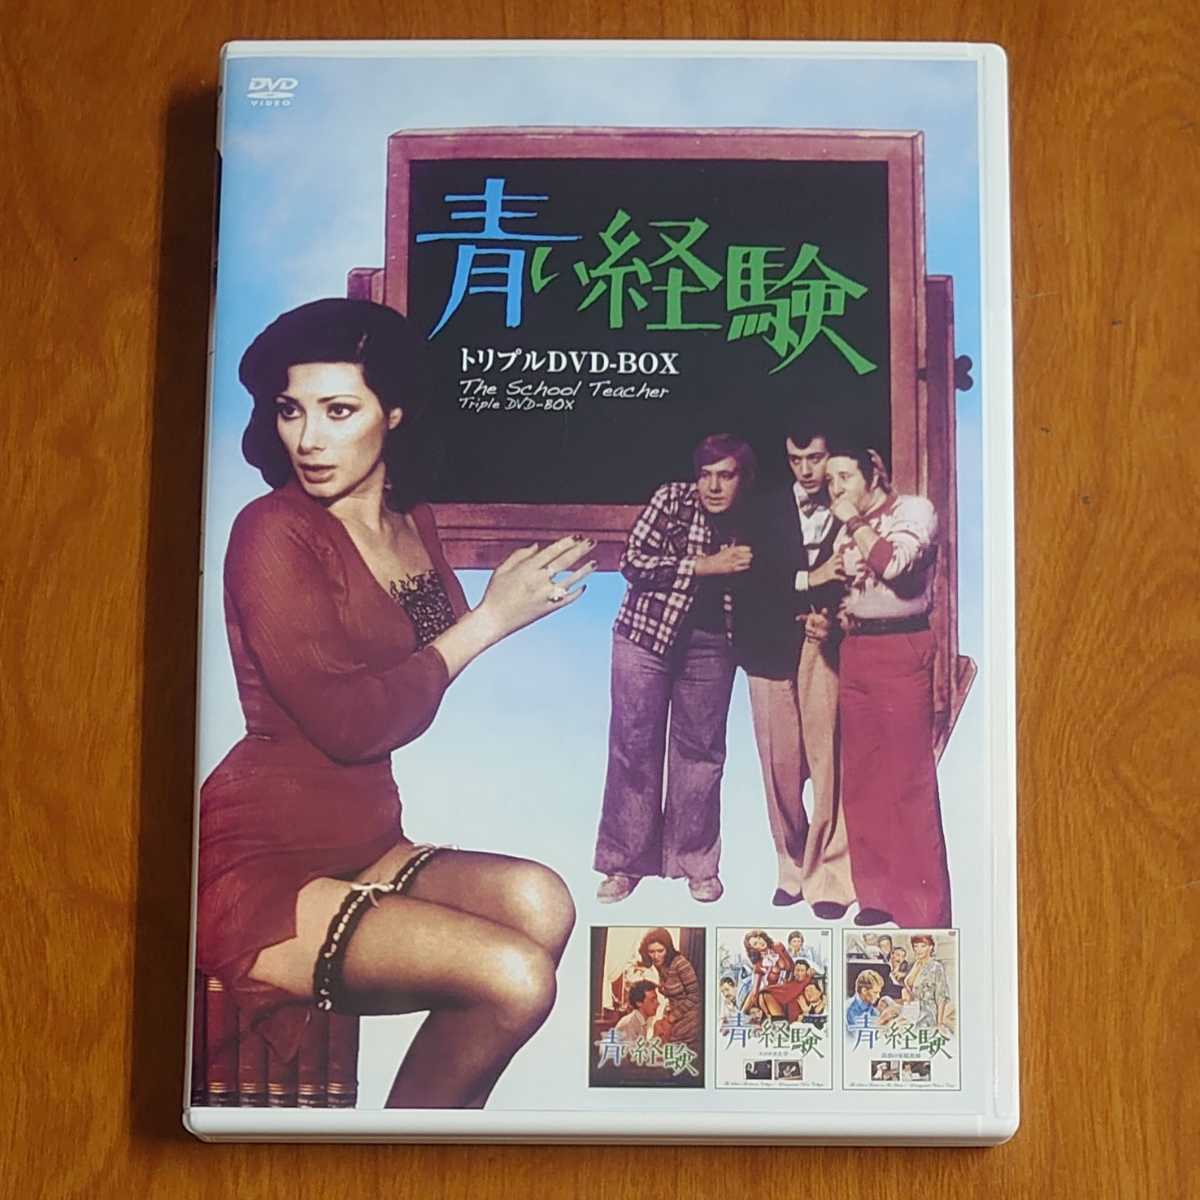 DVD
VIDEO
青い経験
トリプルDVD-BOX
The School Teacher
Triple DVD-BOX
青い経験
青い経験
青い経験